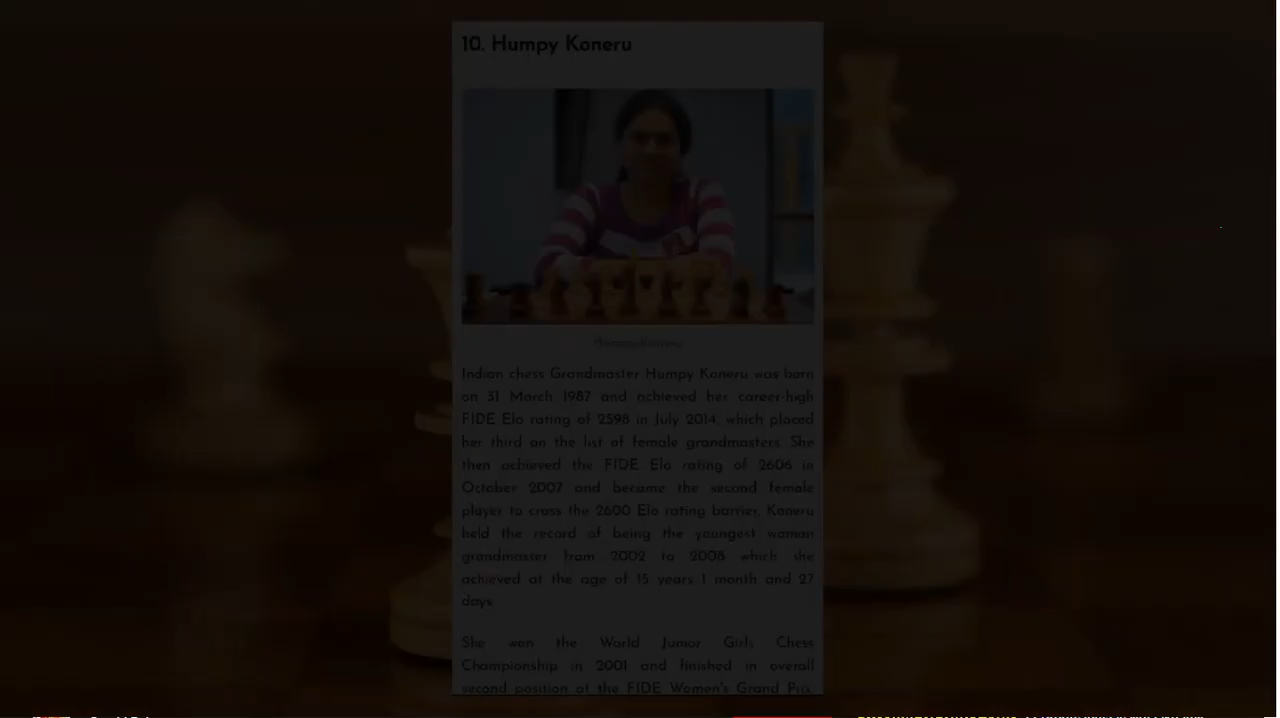 10. Humpy Koneru
Humpy Koneru
Indian chess Grandmaster Humpy Koneru was born
on 31 March 1987 and achieved her career-high
FIDE Elo rating of 2598 in July 2014, which placed
her third on the list of female grandmasters. She
then achieved the FIDE Elo rating of 2606 in
October 2007 and became the second female
player to cross the 2600 Elo rating barrier. Koneru
held the record of being the youngest woman
grandmaster from 2002 to 2008 which she
achieved at the age of 15 years 1 month and 27
days.
She won the World Junior Girls Chess
Championship in 2001 and finished in overall
second position at the FIDE Women's Grand Prix.